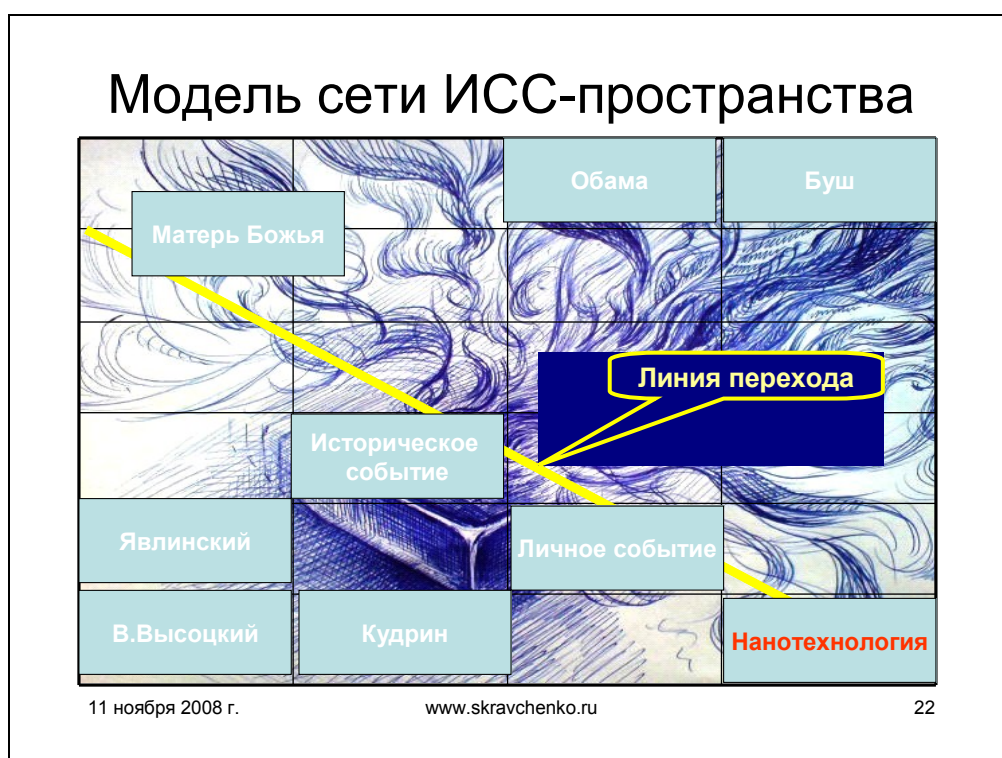 Модель сети ИСС-пространства
Обама
Буш
Матерь Божья
Линия перехода
Историческое
событие
Явлинский
Личное событие
В.Высоцкий
Кудрин
Нанотехнология
11 ноября 2008 г.
www.skravchenko.ru
22